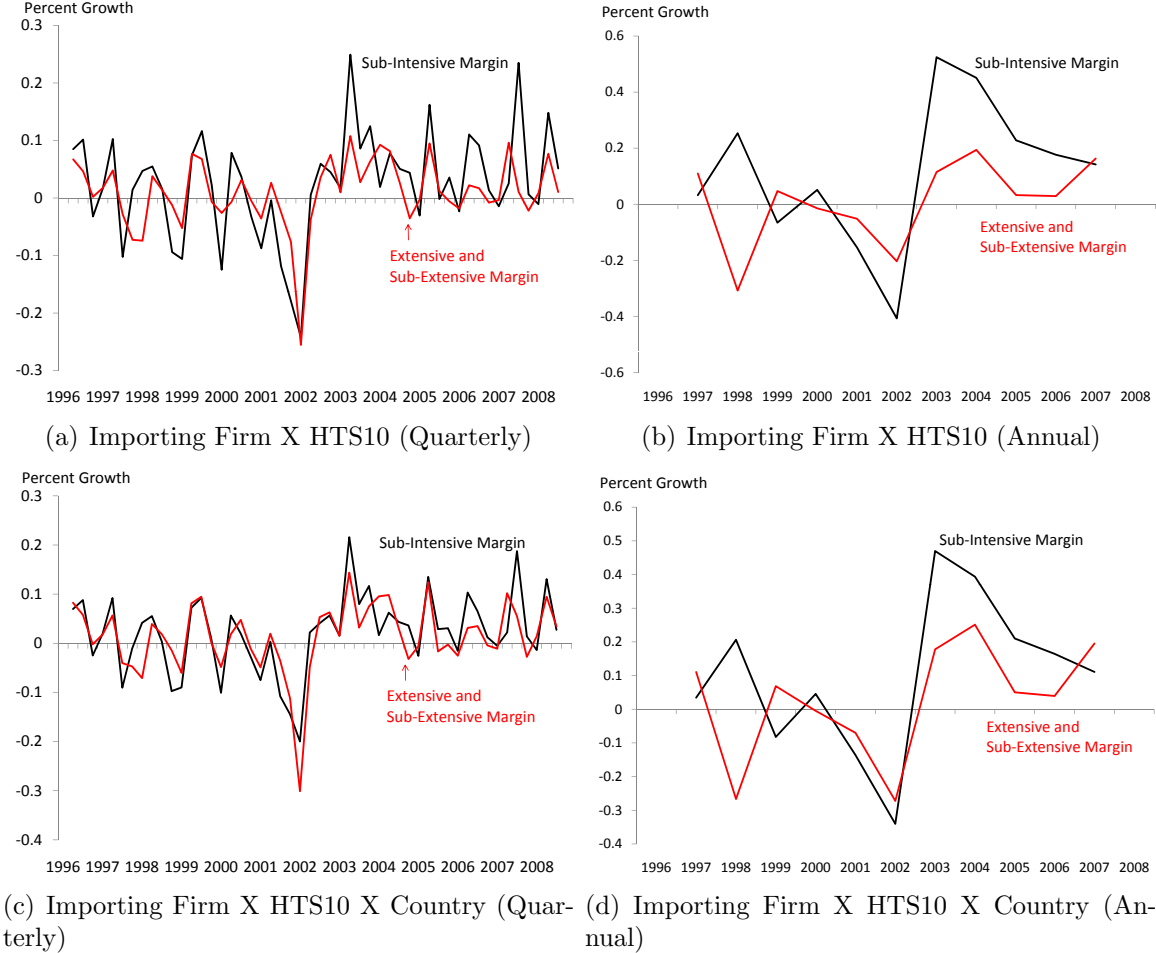 Percent Growth
0.3
0.2
0.1
0
-0.1
-0.2
-0.3
Sub-Intensive Margin
Extensive and
Sub-Extensive Margin
1996 1997 1998 1999 2000 2001 2002 2003 2004 2005 2006 2007 2008
(a) Importing Firm X HTS10 (Quarterly)
Percent Growth
0.6
0.4
0.2
0
-0.2
-0.4
-0.6
Sub-Intensive Margin
Extensive and
Sub-Extensive Margin
1996 1997 1998 1999 2000 2001 2002 2003 2004 2005 2006 2007 2008
(b) Importing Firm X HTS10 (Annual)
Percent Growth
0.3
0.2
0.1
0
-0.1
-0.2
-0.3
-0.4
Sub-Intensive Margin
Extensive and
Sub-Extensive Margin
1996 1997 1998 1999 2000 2001 2002 2003 2004 2005 2006 2007 2008
(c) Importing Firm X HTS10 X Country (Quar-
terly)
Percent Growth
0.6
0.5
0.4
0.3
0.2
0.1
0
-0.1
-0.2
-0.3
-0.4
Sub-Intensive Margin
Extensive and
Sub-Extensive Margin
1996 1997 1998 1999 2000 2001 2002 2003 2004 2005 2006 2007 2008
(d) Importing Firm X HTS10 X Country (An-
nual)